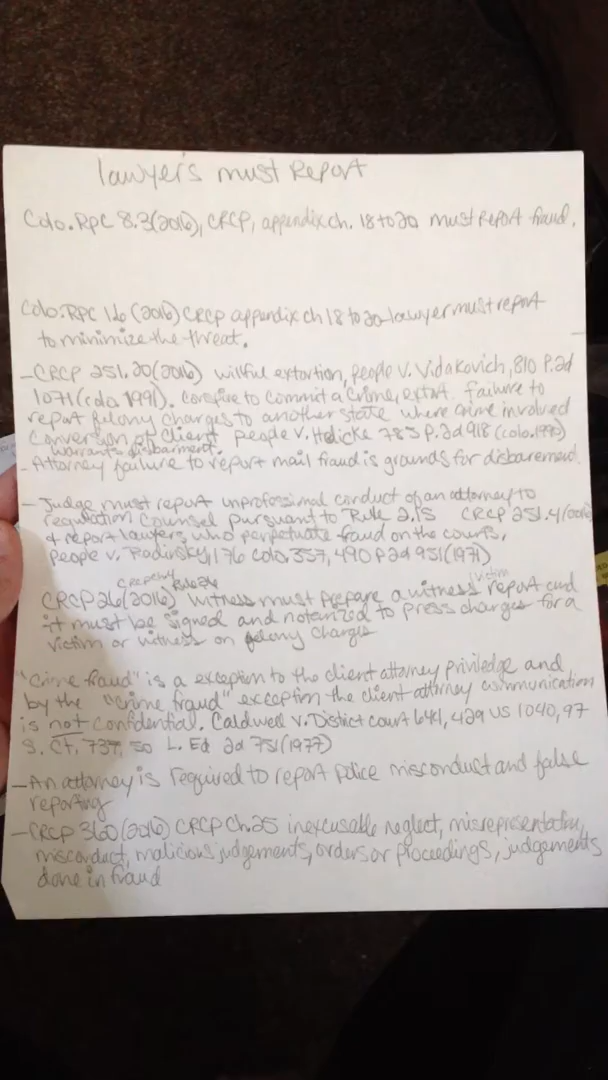 lawyer's must Report
Colo.RPC 8.3(2016), CRCP, appendix ch. 18 to 20 must report fraud.
Colo.RPC 1.6 (2016) CRCP appendix ch 18 to 20 lawyer must report
to minimize the threat.
- CRCP 251.20(2016) willful extortion, People v. Vidakovich, 810 P.2d
1071 (colo. 1991). conspire to commit a crime, extort. failure to
report felony charges to another state where crime involved
conversion of client People v. Hedicke 785 P.2d 918 (colo. 1990)
warrants disbarment.
- Attorney failure to report mail fraud is grounds for disbarement.
- Judge must report unprofessional conduct of an attorney to
regulation counsel pursuant to Rule 2.15 CRCP 251.4(2016)
& report lawyers who perpetuate fraud on the courts,
People v. Radinsky, 176 Colo. 357, 490 P.2d 951 (1971)
Rule 26 victim
CRCP 26(2016) witness must prepare a witness report and
it must be signed and notarized to press charges for a
victim or witness on felony charges
"Crime fraud" is a exception to the client attorney priviledge and
by the "crime fraud" exception the client attorney communication
is not confidential. Caldwell v. District court 641, 429 US 1040, 97
S. Ct, 50 L. Ed 2d 751 (1977)
- An attorney is required to report police misconduct and false
reporting
- CRCP 360 (2016) CRCP Ch.25 inexcusable neglect, misrepresentation,
misconduct, malicious judgements, orders or proceedings, judgements
done in fraud